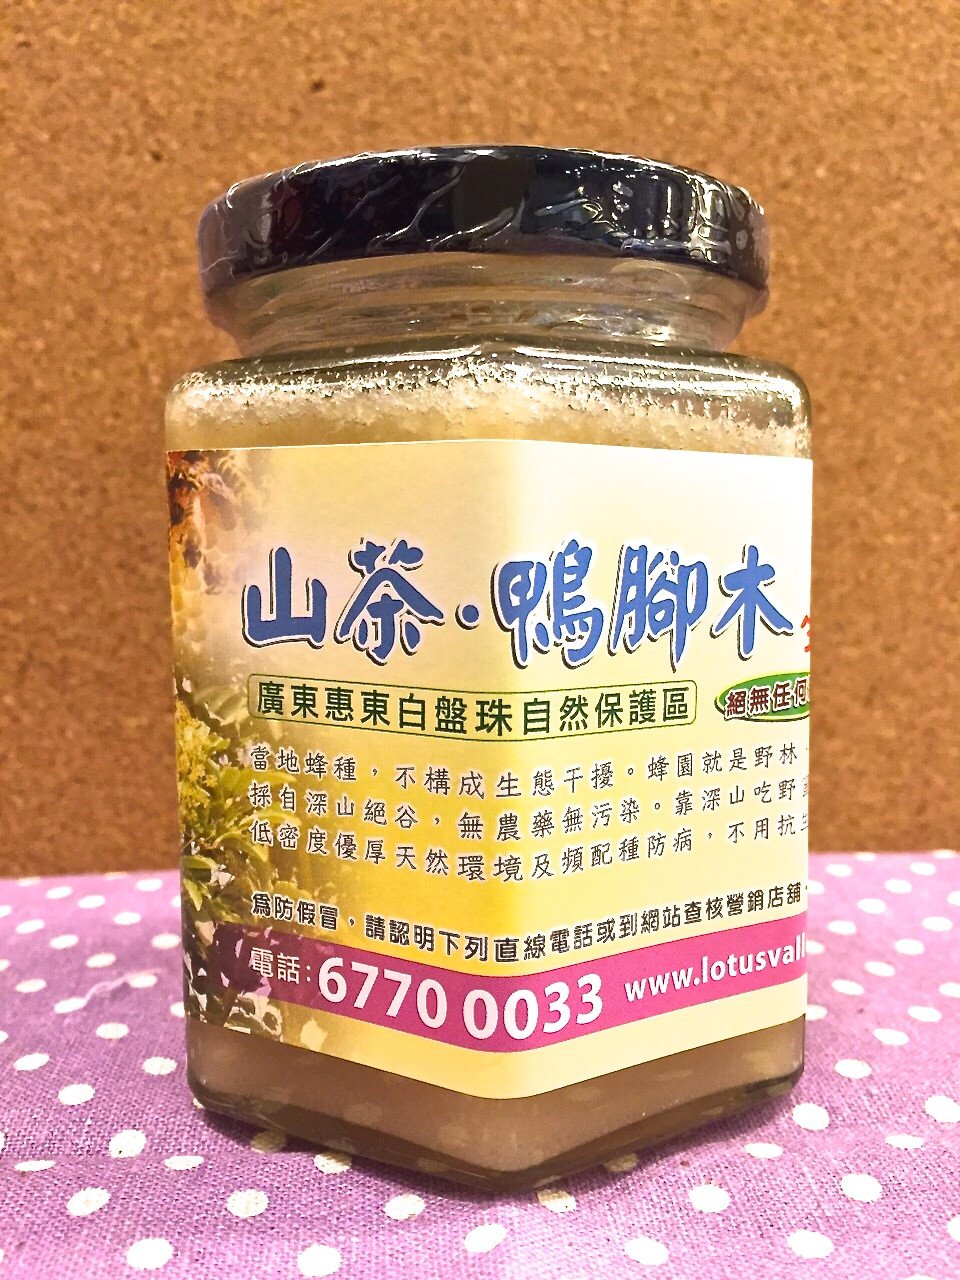 山茶·鴨腳木
廣東惠東白盤珠自然保護區
絕無任何
當地蜂種，不構成生態干擾。蜂園就是野林
採自深山絕谷，無農藥無污染。靠深山吃野
低密度優厚天然環境及頻配種防病，不用抗生
為防假冒，請認明下列直線電話或到網站查核營銷店舖
電話：6770 0033 www.lotusvall